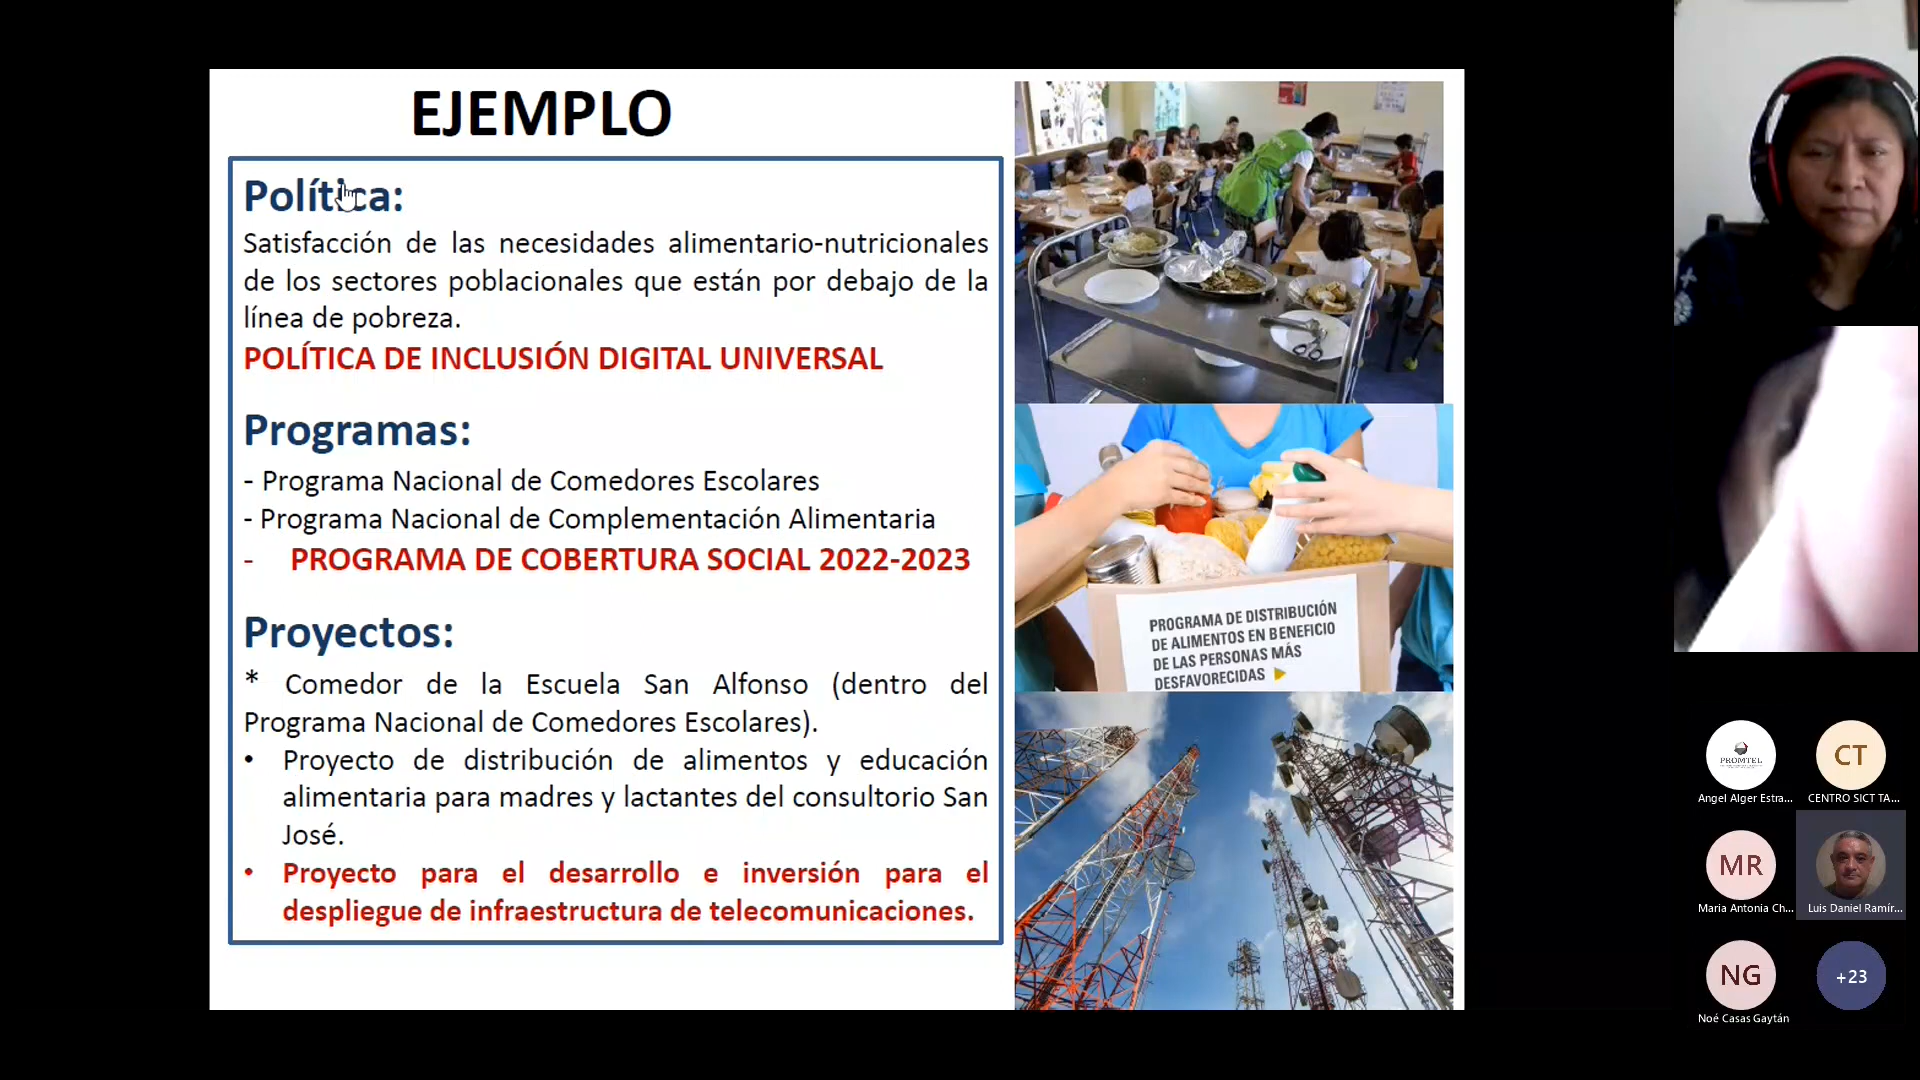 EJEMPLO
Política:
Satisfacción de las necesidades alimentario-nutricionales
de los sectores poblacionales que están por debajo de la
línea de pobreza.
POLÍTICA DE INCLUSIÓN DIGITAL UNIVERSAL
Programas:
- Programa Nacional de Comedores Escolares
- Programa Nacional de Complementación Alimentaria
- PROGRAMA DE COBERTURA SOCIAL 2022-2023
Proyectos:
* Comedor de la Escuela San Alfonso (dentro del
Programa Nacional de Comedores Escolares).
• Proyecto de distribución de alimentos y educación
alimentaria para madres y lactantes del consultorio San
José.
• Proyecto para el desarrollo e inversión para el
despliegue de infraestructura de telecomunicaciones.
PROGRAMA DE DISTRIBUCIÓN
DE ALIMENTOS EN BENEFICIO
DE LAS PERSONAS MÁS
DESFAVORECIDAS
PROMTEL
Angel Alger Estra...
CT
CENTRO SICT TA...
MR
Maria Antonia Ch...
Luis Daniel Ramír...
NG
Noé Casas Gaytán
+23